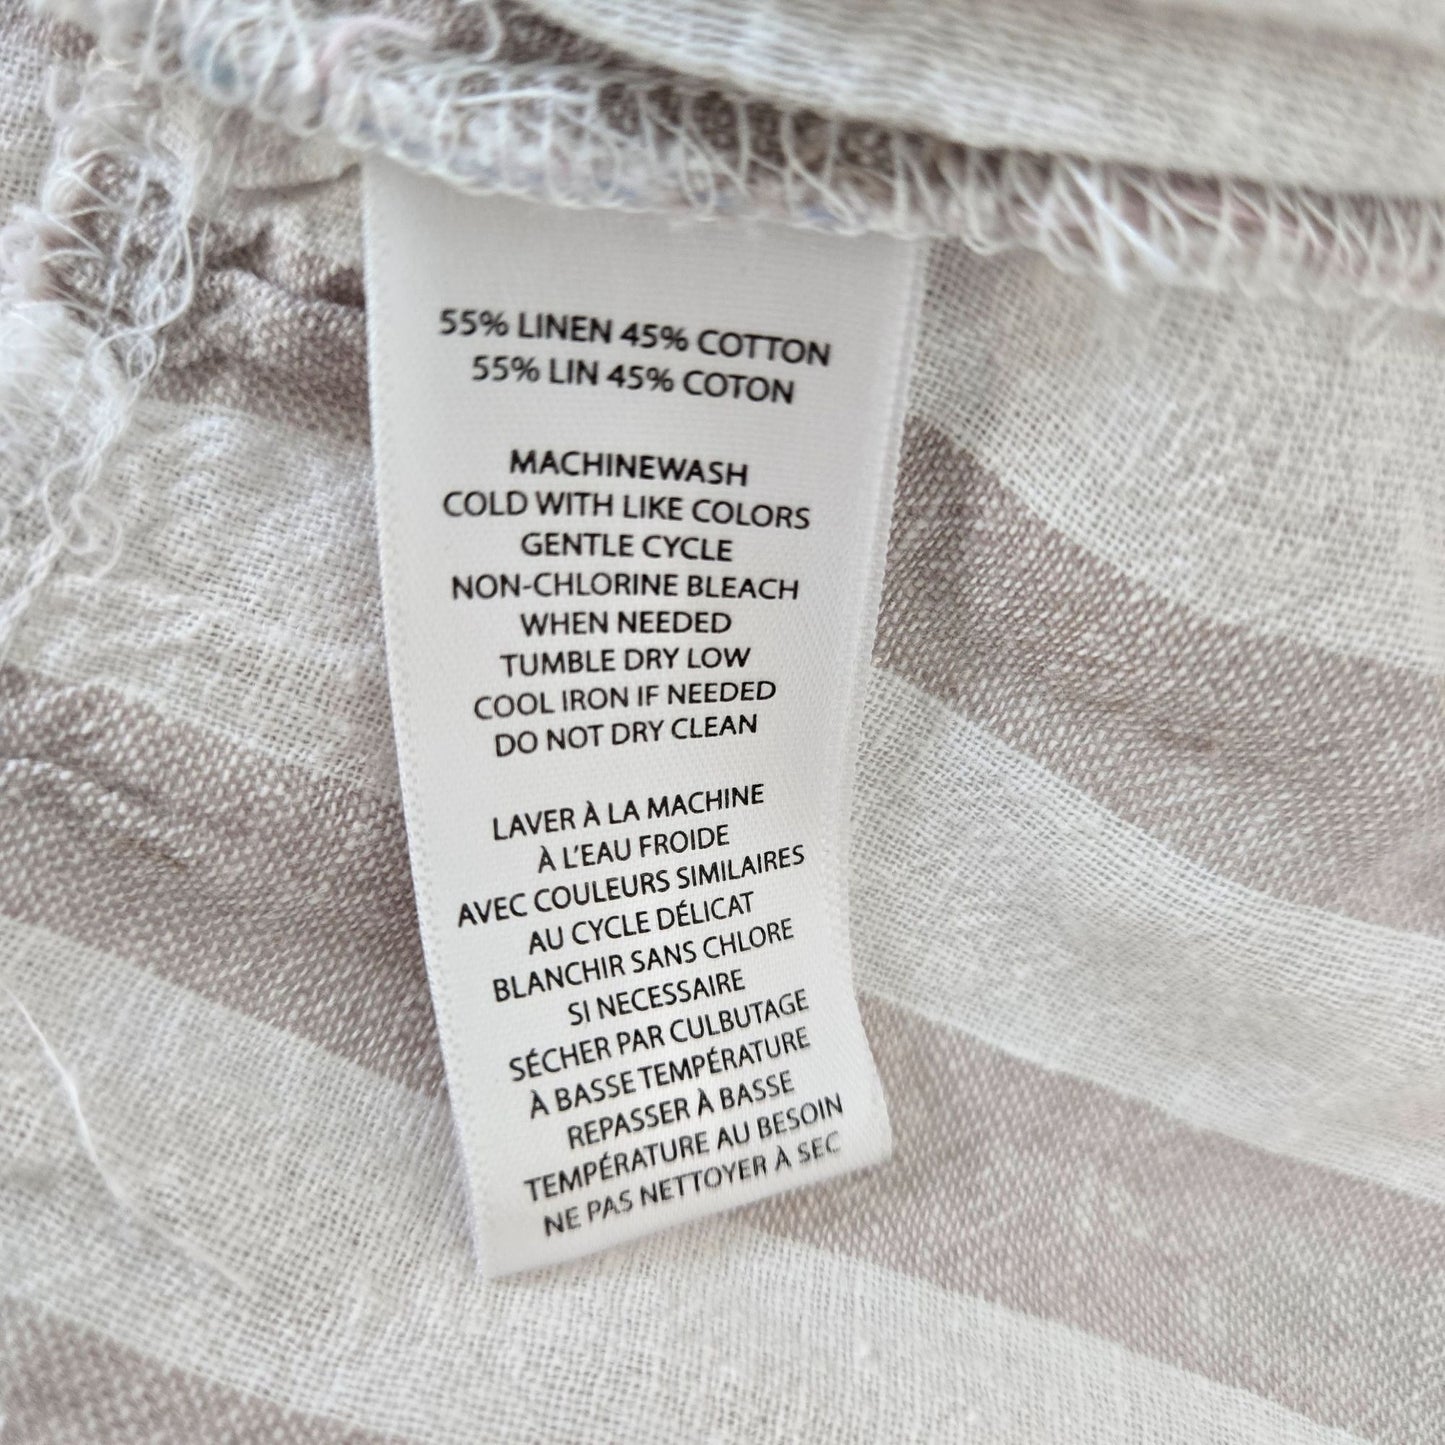 55% LINEN 45% COTTON
55% LIN 45% COTON
MACHINEWASH
COLD WITH LIKE COLORS
GENTLE CYCLE
NON-CHLORINE BLEACH
WHEN NEEDED
TUMBLE DRY LOW
COOL IRON IF NEEDED
DO NOT DRY CLEAN
LAVER À LA MACHINE
À L'EAU FROIDE
AVEC COULEURS SIMILAIRES
AU CYCLE DÉLICAT
BLANCHIR SANS CHLORE
SI NECESSAIRE
SÉCHER PAR CULBUTAGE
À BASSE TEMPÉRATURE
REPASSER À BASSE
TEMPÉRATURE AU BESOIN
NE PAS NETTOYER À SEC